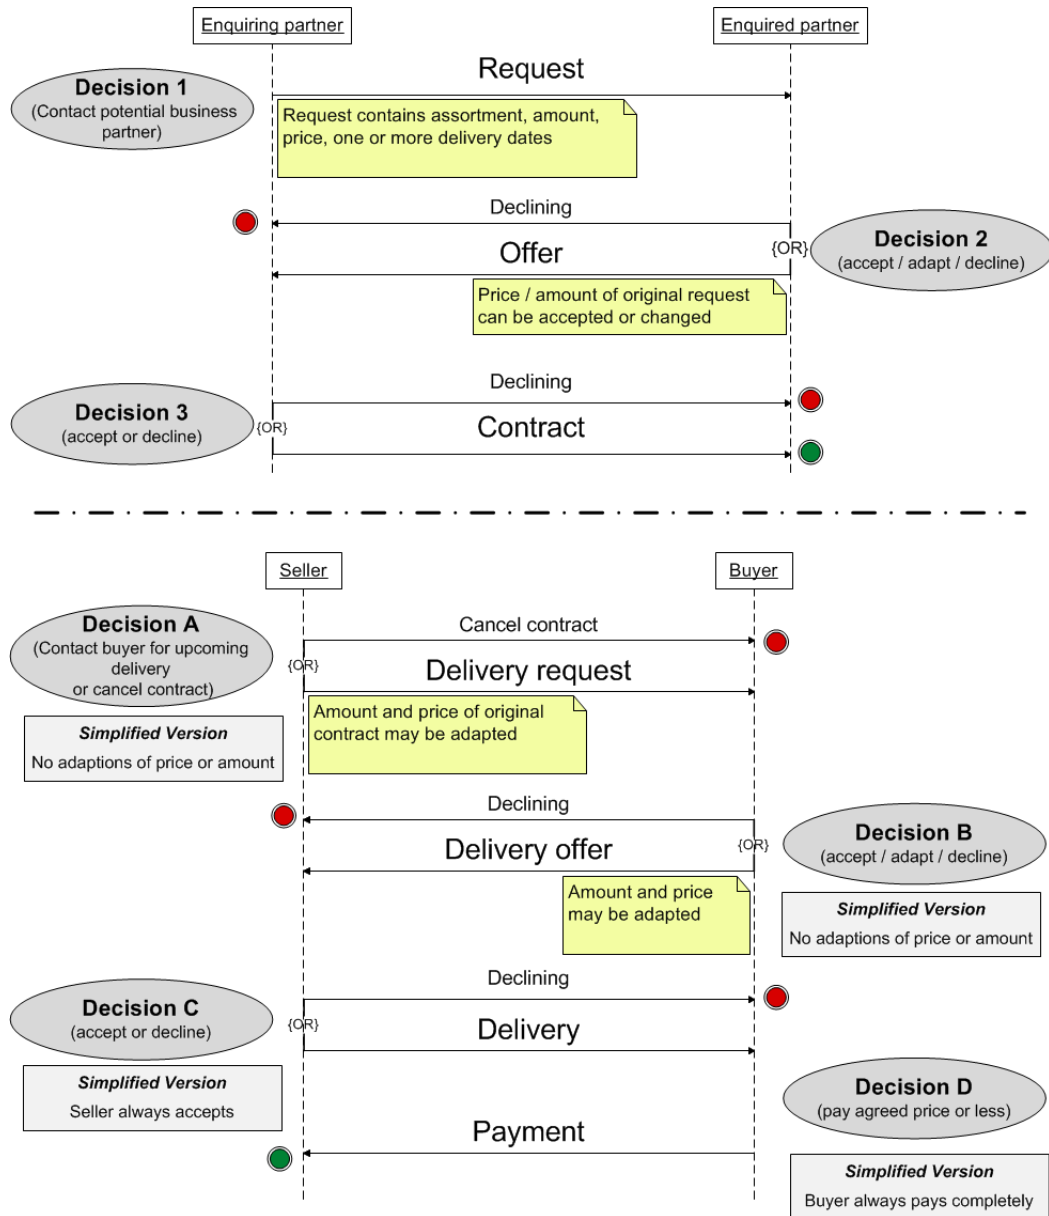 Enquiring partner
Enquired partner
Request
Decision 1
(Contact potential business
partner)
Request contains assortment, amount,
price, one or more delivery dates
Declining
{OR}
Decision 2
(accept / adapt / decline)
Offer
Price / amount of original request
can be accepted or changed
Declining
Decision 3
(accept or decline)
{OR}
Contract
Seller
Buyer
Decision A
(Contact buyer for upcoming
delivery
or cancel contract)
Cancel contract
{OR}
Delivery request
Simplified Version
No adaptions of price or amount
Amount and price of original
contract may be adapted
Declining
{OR}
Decision B
(accept / adapt / decline)
Delivery offer
Amount and price
may be adapted
Simplified Version
No adaptions of price or amount
Declining
Decision C
(accept or decline)
{OR}
Delivery
Simplified Version
Seller always accepts
Decision D
(pay agreed price or less)
Payment
Simplified Version
Buyer always pays completely